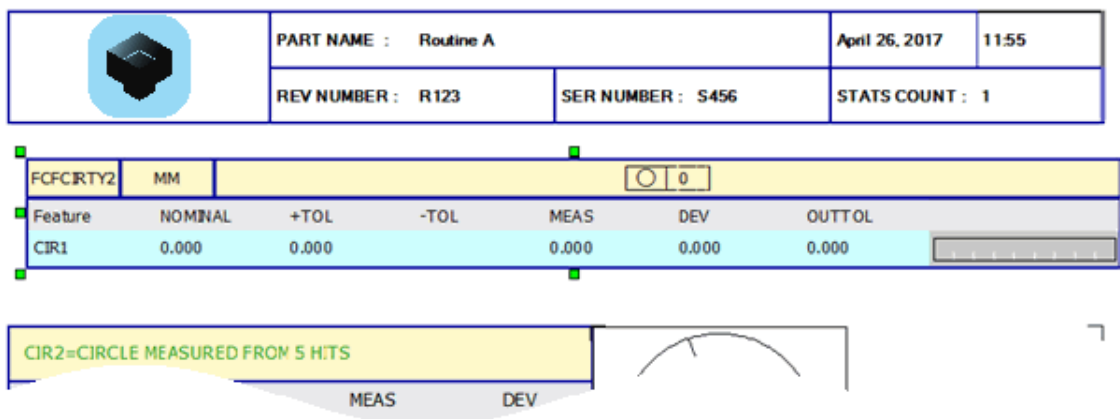 PART NAME : Routine A April 26, 2017 11:55
REV NUMBER : R123 SER NUMBER : S456 STATS COUNT : 1
FCFCIRTY2 MM 0
Feature NOMINAL +TOL -TOL MEAS DEV OUTTOL
CIR1 0.000 0.000 0.000 0.000 0.000
CIR2=CIRCLE MEASURED FROM 5 HITS
MEAS DEV